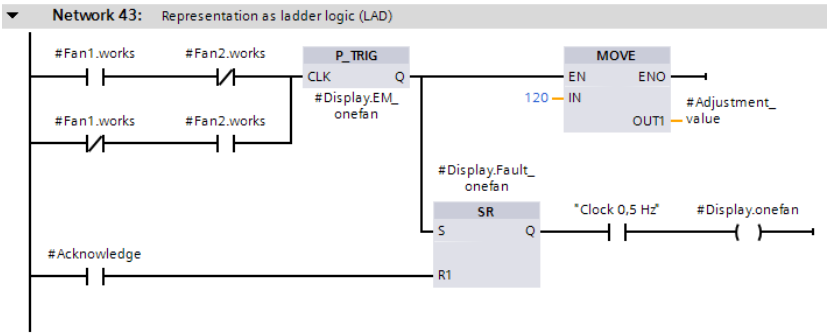 Network 43: Representation as ladder logic (LAD)
#Fan1.works #Fan2.works P_TRIG MOVE
CLK Q EN ENO
#Display.EM_
onefan
120 IN
#Adjustment_
value
OUT1
#Fan1.works #Fan2.works
#Display.Fault_
onefan
SR
"Clock 0,5 Hz" #Display.onefan
S Q
#Acknowledge
R1